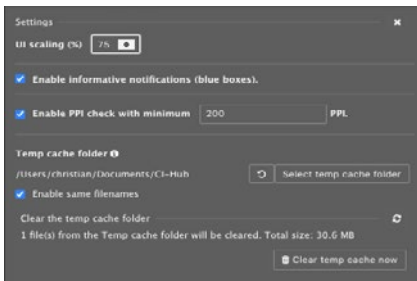 Settings
UI scaling (%) 75
Enable informative notifications (blue boxes).
Enable PPI check with minimum 200 PPI.
Temp cache folder
/Users/christian/Documents/CI-Hub Select temp cache folder
Enable same filenames
Clear the temp cache folder
1 file(s) from the Temp cache folder will be cleared. Total size: 30.6 MB
Clear temp cache now